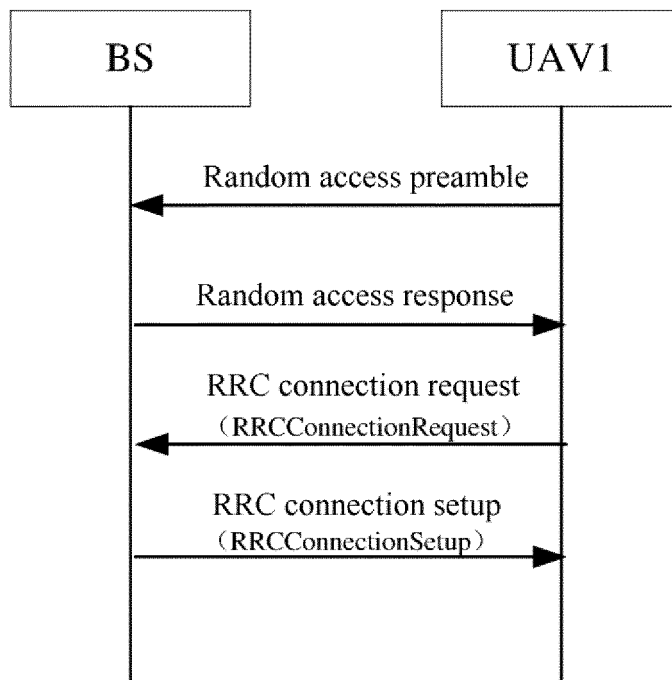 BS
UAV1
Random access preamble
Random access response
RRC connection request
（RRCConnectionRequest）
RRC connection setup
（RRCConnectionSetup）